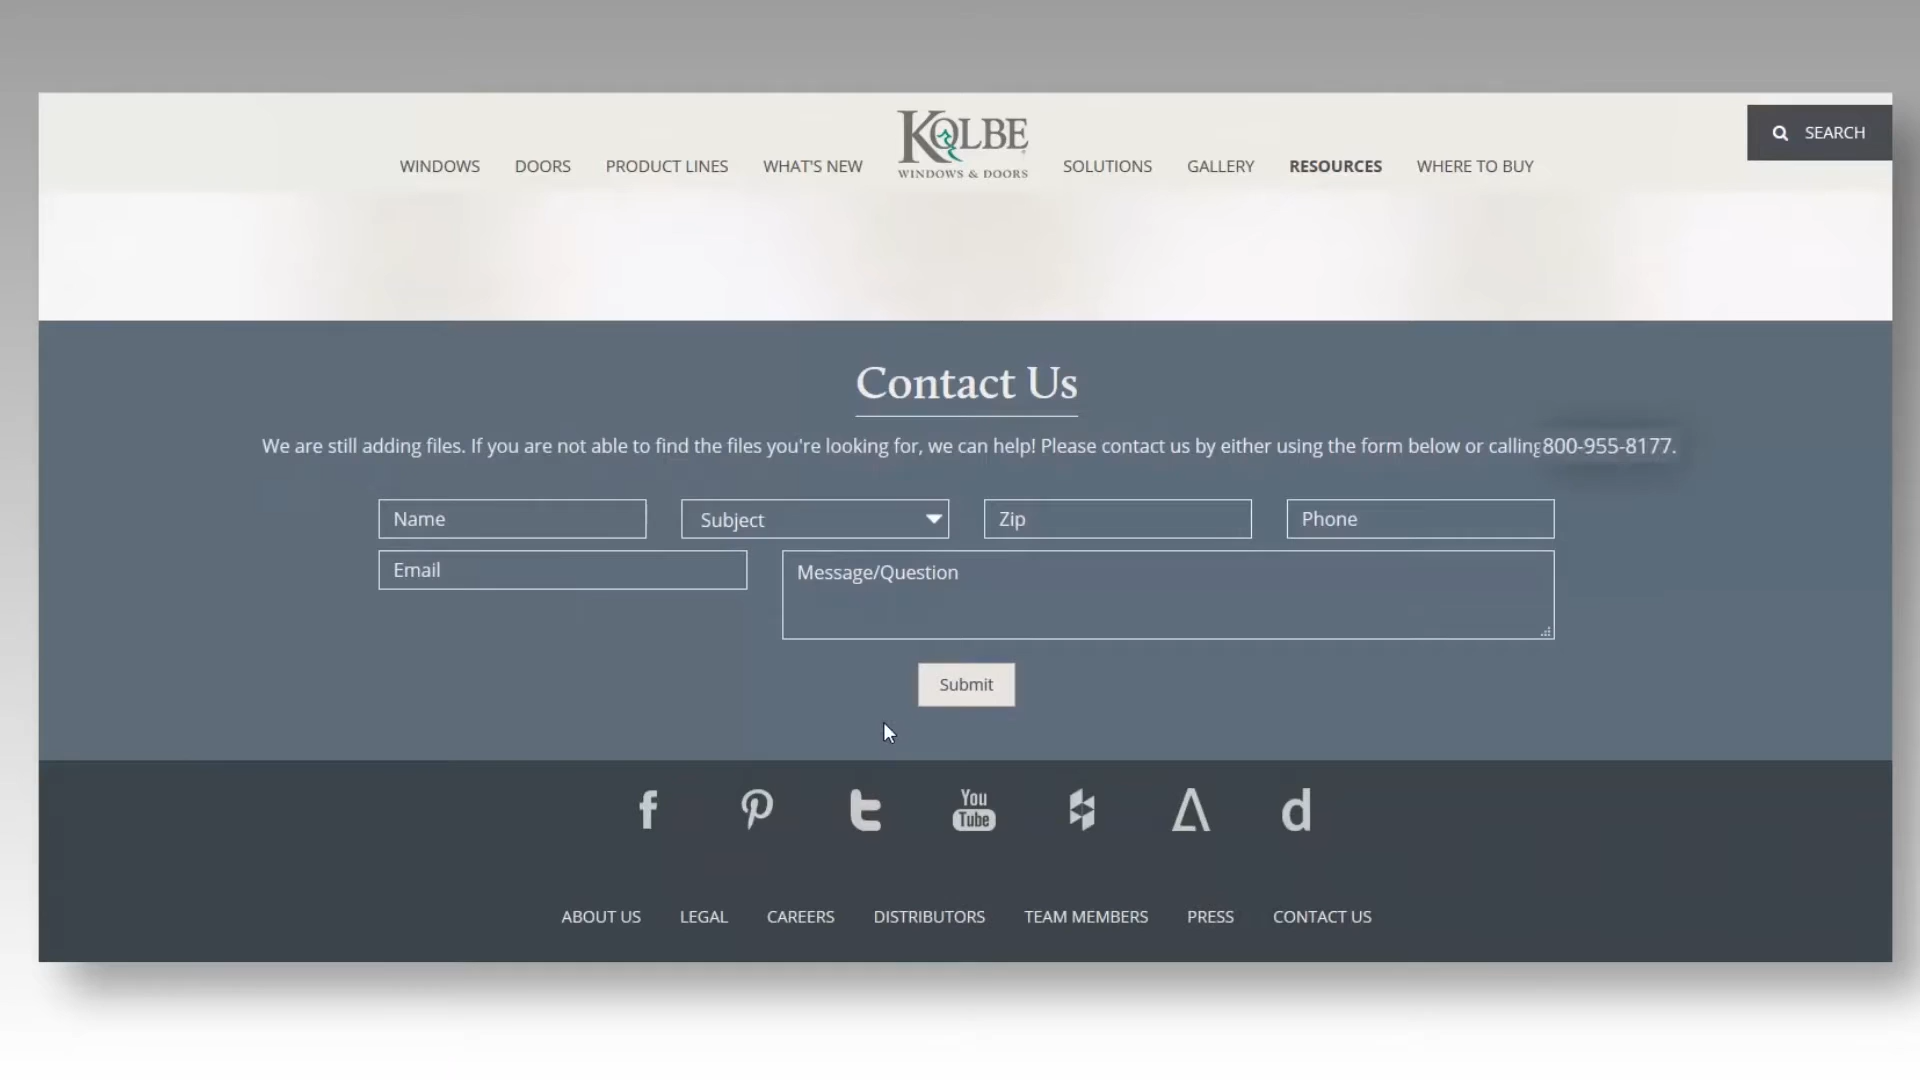 WINDOWS DOORS PRODUCT LINES WHAT'S NEW KOLBE WINDOWS & DOORS SOLUTIONS GALLERY RESOURCES WHERE TO BUY SEARCH
Contact Us
We are still adding files. If you are not able to find the files you're looking for, we can help! Please contact us by either using the form below or calling 800-955-8177.
Name Subject Zip Phone
Email Message/Question
Submit
You Tube
ABOUT US LEGAL CAREERS DISTRIBUTORS TEAM MEMBERS PRESS CONTACT US